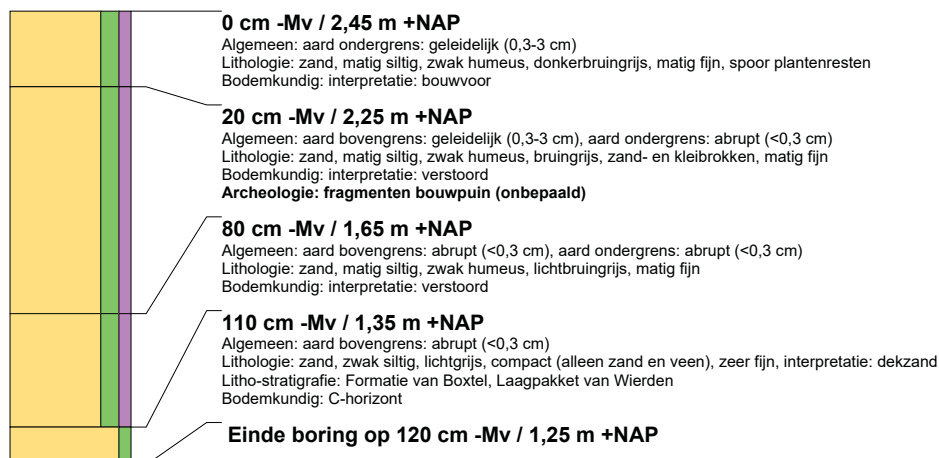 0 cm -Mv / 2,45 m +NAP
Algemeen: aard ondergrens: geleidelijk (0,3-3 cm)
Lithologie: zand, matig siltig, zwak humeus, donkerbruingrijs, matig fijn, spoor plantenresten
Bodemkundig: interpretatie: bouwvoor
20 cm -Mv / 2,25 m +NAP
Algemeen: aard bovengrens: geleidelijk (0,3-3 cm), aard ondergrens: abrupt (<0,3 cm)
Lithologie: zand, matig siltig, zwak humeus, bruingrijs, zand- en kleibrokken, matig fijn
Bodemkundig: interpretatie: verstoord
Archeologie: fragmenten bouwpuin (onbepaald)
80 cm -Mv / 1,65 m +NAP
Algemeen: aard bovengrens: abrupt (<0,3 cm), aard ondergrens: abrupt (<0,3 cm)
Lithologie: zand, matig siltig, zwak humeus, lichtbruingrijs, matig fijn
Bodemkundig: interpretatie: verstoord
110 cm -Mv / 1,35 m +NAP
Algemeen: aard bovengrens: abrupt (<0,3 cm)
Lithologie: zand, zwak siltig, lichtgrijs, compact (alleen zand en veen), zeer fijn, interpretatie: dekzand
Litho-stratigrafie: Formatie van Boxtel, Laagpakket van Wierden
Bodemkundig: C-horizont
Einde boring op 120 cm -Mv / 1,25 m +NAP